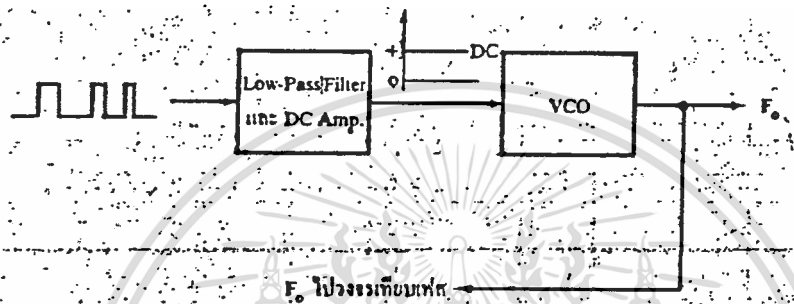 + DC
0
Low-Pass Filter
และ DC Amp.
VCO
F₀
F₀ ไปวงจรเทียบเฟส